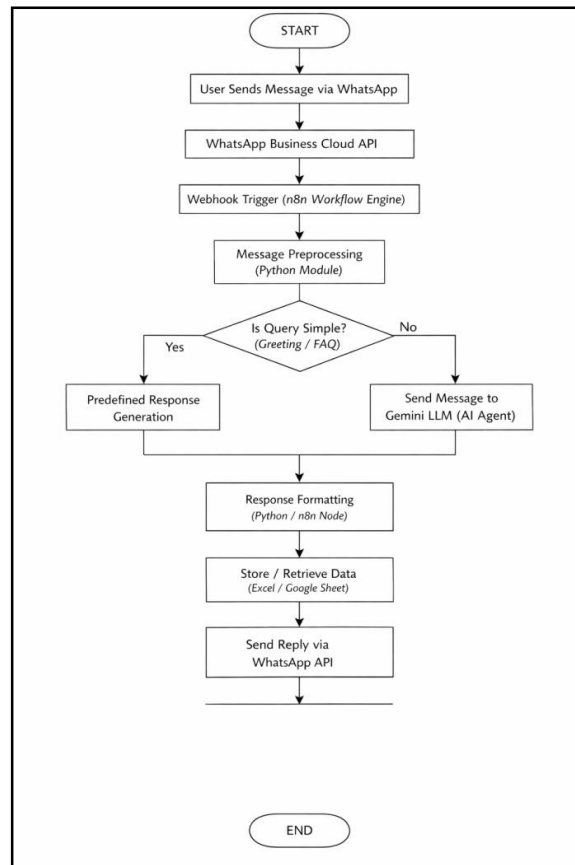 START
User Sends Message via WhatsApp
WhatsApp Business Cloud API
Webhook Trigger (n8n Workflow Engine)
Message Preprocessing
(Python Module)
Is Query Simple?
(Greeting / FAQ)
Yes
No
Predefined Response
Generation
Send Message to
Gemini LLM (AI Agent)
Response Formatting
(Python / n8n Node)
Store / Retrieve Data
(Excel / Google Sheet)
Send Reply via
WhatsApp API
END